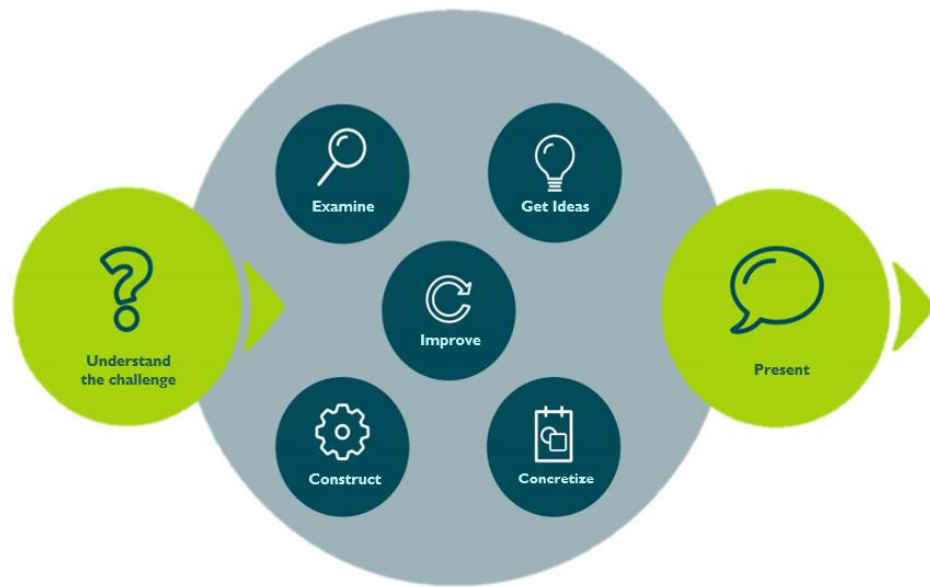 Examine
Get Ideas
Improve
Understand
the challenge
Present
Construct
Concretize